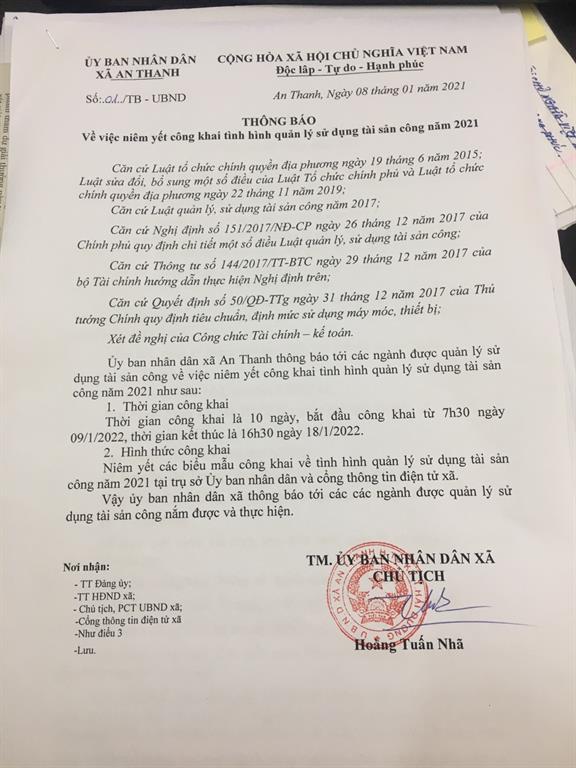 ỦY BAN NHÂN DÂN
XÃ AN THANH
CỘNG HÒA XÃ HỘI CHỦ NGHĨA VIỆT NAM
Độc lập - Tự do - Hạnh phúc
Số:.01../TB - UBND
An Thanh, Ngày 08 tháng 01 năm 2021
THÔNG BÁO
Về việc niêm yết công khai tình hình quản lý sử dụng tài sản công năm 2021
Căn cứ Luật tổ chức chính quyền địa phương ngày 19 tháng 6 năm 2015;
Luật sửa đổi, bổ sung một số điều của Luật Tổ chức chính phủ và Luật tổ chức
chính quyền địa phương ngày 22 tháng 11 năm 2019;
Căn cứ Luật quản lý, sử dụng tài sản công năm 2017;
Căn cứ Nghị định số 151/2017/NĐ-CP ngày 26 tháng 12 năm 2017 của
Chính phủ quy định chi tiết một số điều Luật quản lý, sử dụng tài sản công;
Căn cứ Thông tư số 144/2017/TT-BTC ngày 29 tháng 12 năm 2017 của
bộ Tài chính hướng dẫn thực hiện Nghị định trên;
Căn cứ Quyết định số 50/QĐ-TTg ngày 31 tháng 12 năm 2017 của Thủ
tướng Chính quy định tiêu chuẩn, định mức sử dụng máy móc, thiết bị;
Xét đề nghị của Công chức Tài chính – kế toán.
Ủy ban nhân dân xã An Thanh thông báo tới các ngành được quản lý sử
dụng tài sản công về việc niêm yết công khai tình hình quản lý sử dụng tài sản
công năm 2021 như sau:
1. Thời gian công khai
Thời gian công khai là 10 ngày, bắt đầu công khai từ 7h30 ngày
09/1/2022, thời gian kết thúc là 16h30 ngày 18/1/2022.
2. Hình thức công khai
Niêm yết các biểu mẫu công khai về tình hình quản lý sử dụng tài sản
công năm 2021 tại trụ sở Ủy ban nhân dân và cổng thông tin điện tử xã.
Vậy ủy ban nhân dân xã thông báo tới các các ngành được quản lý sử
dụng tài sản công nắm được và thực hiện.
Nơi nhận:
- TT Đảng ủy;
-TT HĐND xã;
- Chủ tịch, PCT UBND xã;
-Cổng thông tin điện tử xã
-Như điều 3
-Lưu.
TM. ỦY BAN NHÂN DÂN XÃ
CHỦ TỊCH
Hoàng Tuấn Nhã